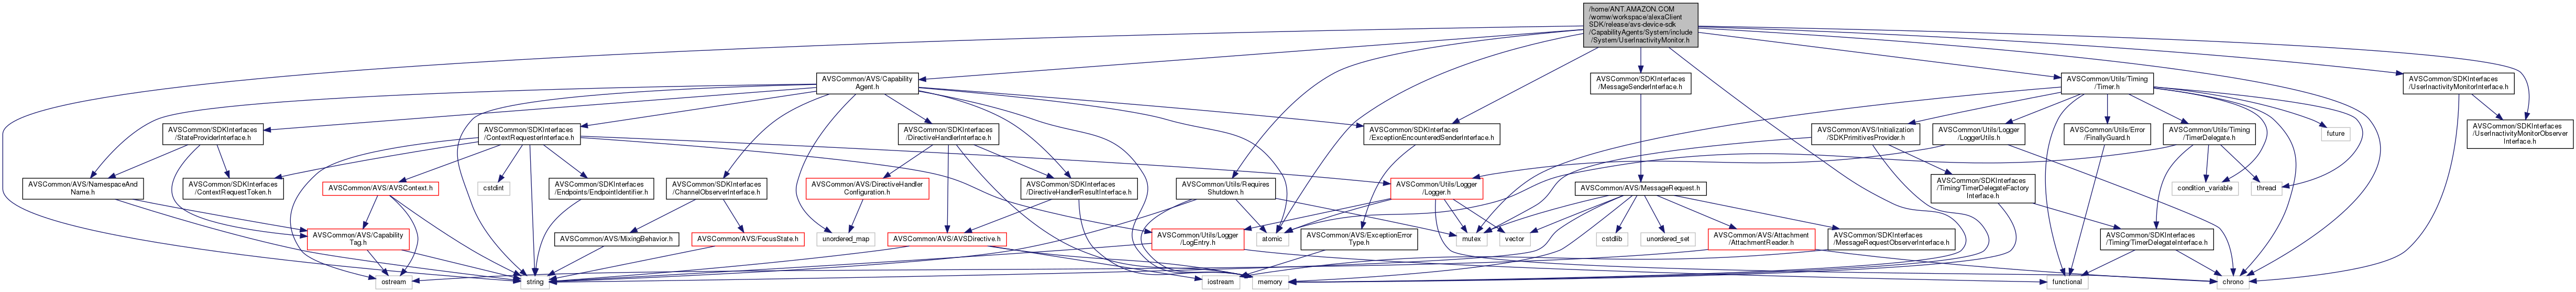 /home/ANT.AMAZON.COM
/womw/workspace/alexaClient
SDK/release/avs-device-sdk
/CapabilityAgents/System/include
/System/UserInactivityMonitor.h
AVSCommon/AVS/Capability
Agent.h
AVSCommon/SDKInterfaces
/MessageSenderInterface.h
AVSCommon/Utils/Timing
/Timer.h
AVSCommon/SDKInterfaces
/UserInactivityMonitorInterface.h
AVSCommon/SDKInterfaces
/StateProviderInterface.h
AVSCommon/SDKInterfaces
/ContextRequesterInterface.h
AVSCommon/SDKInterfaces
/DirectiveHandlerInterface.h
AVSCommon/SDKInterfaces
/ExceptionEncounteredSenderInterface.h
AVSCommon/AVS/Initialization
/SDKPrimitivesProvider.h
AVSCommon/Utils/Logger
/LoggerUtils.h
AVSCommon/Utils/Error
/FinallyGuard.h
AVSCommon/Utils/Timing
/TimerDelegate.h
future
AVSCommon/SDKInterfaces
/UserInactivityMonitorObserver
Interface.h
AVSCommon/AVS/NamespaceAnd
Name.h
AVSCommon/SDKInterfaces
/ContextRequestToken.h
AVSCommon/AVS/AVSContext.h
cstdint
AVSCommon/SDKInterfaces
/Endpoints/EndpointIdentifier.h
AVSCommon/SDKInterfaces
/ChannelObserverInterface.h
AVSCommon/AVS/DirectiveHandler
Configuration.h
AVSCommon/SDKInterfaces
/DirectiveHandlerResultInterface.h
AVSCommon/Utils/Requires
Shutdown.h
AVSCommon/Utils/Logger
/Logger.h
AVSCommon/AVS/MessageRequest.h
AVSCommon/SDKInterfaces
/Timing/TimerDelegateFactory
Interface.h
condition_variable
thread
AVSCommon/AVS/Capability
Tag.h
AVSCommon/AVS/MixingBehavior.h
AVSCommon/AVS/FocusState.h
unordered_map
AVSCommon/AVS/AVSDirective.h
AVSCommon/Utils/Logger
/LogEntry.h
atomic
AVSCommon/AVS/ExceptionError
Type.h
mutex
vector
cstdlib
unordered_set
AVSCommon/AVS/Attachment
/AttachmentReader.h
AVSCommon/SDKInterfaces
/MessageRequestObserverInterface.h
AVSCommon/SDKInterfaces
/Timing/TimerDelegateInterface.h
ostream
string
iostream
memory
functional
chrono